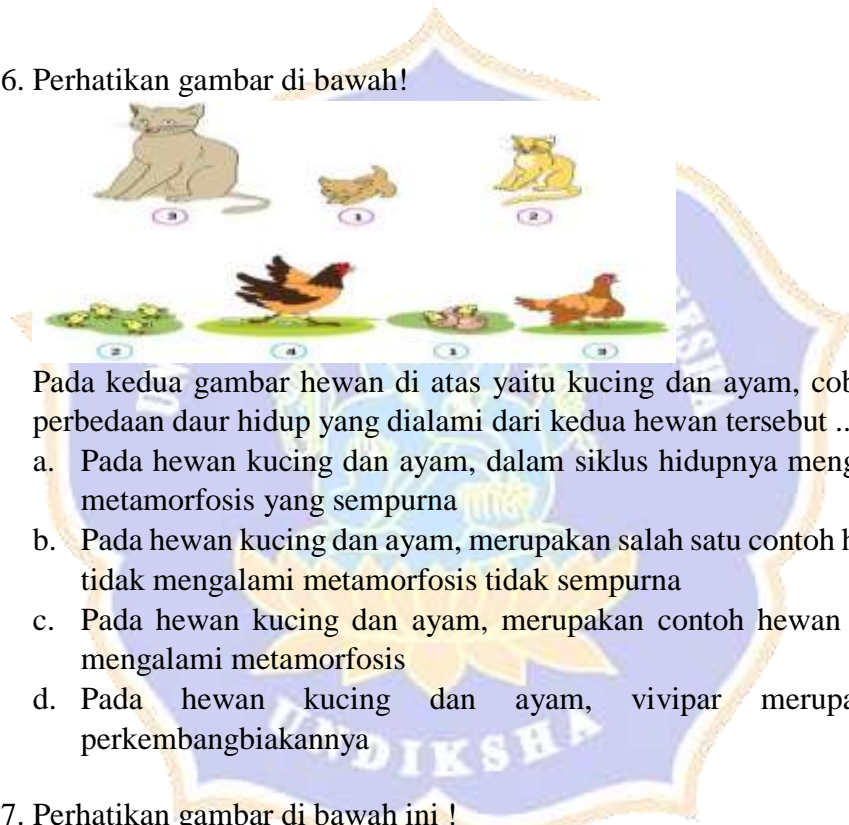 6. Perhatikan gambar di bawah!
3 1 2
2 4 1 3
Pada kedua gambar hewan di atas yaitu kucing dan ayam, cob
perbedaan daur hidup yang dialami dari kedua hewan tersebut ..
a. Pada hewan kucing dan ayam, dalam siklus hidupnya meng
metamorfosis yang sempurna
b. Pada hewan kucing dan ayam, merupakan salah satu contoh h
tidak mengalami metamorfosis tidak sempurna
c. Pada hewan kucing dan ayam, merupakan contoh hewan
mengalami metamorfosis
d. Pada hewan kucing dan ayam, vivipar merupa
perkembangbiakannya
UNDIKSHA
7. Perhatikan gambar di bawah ini !